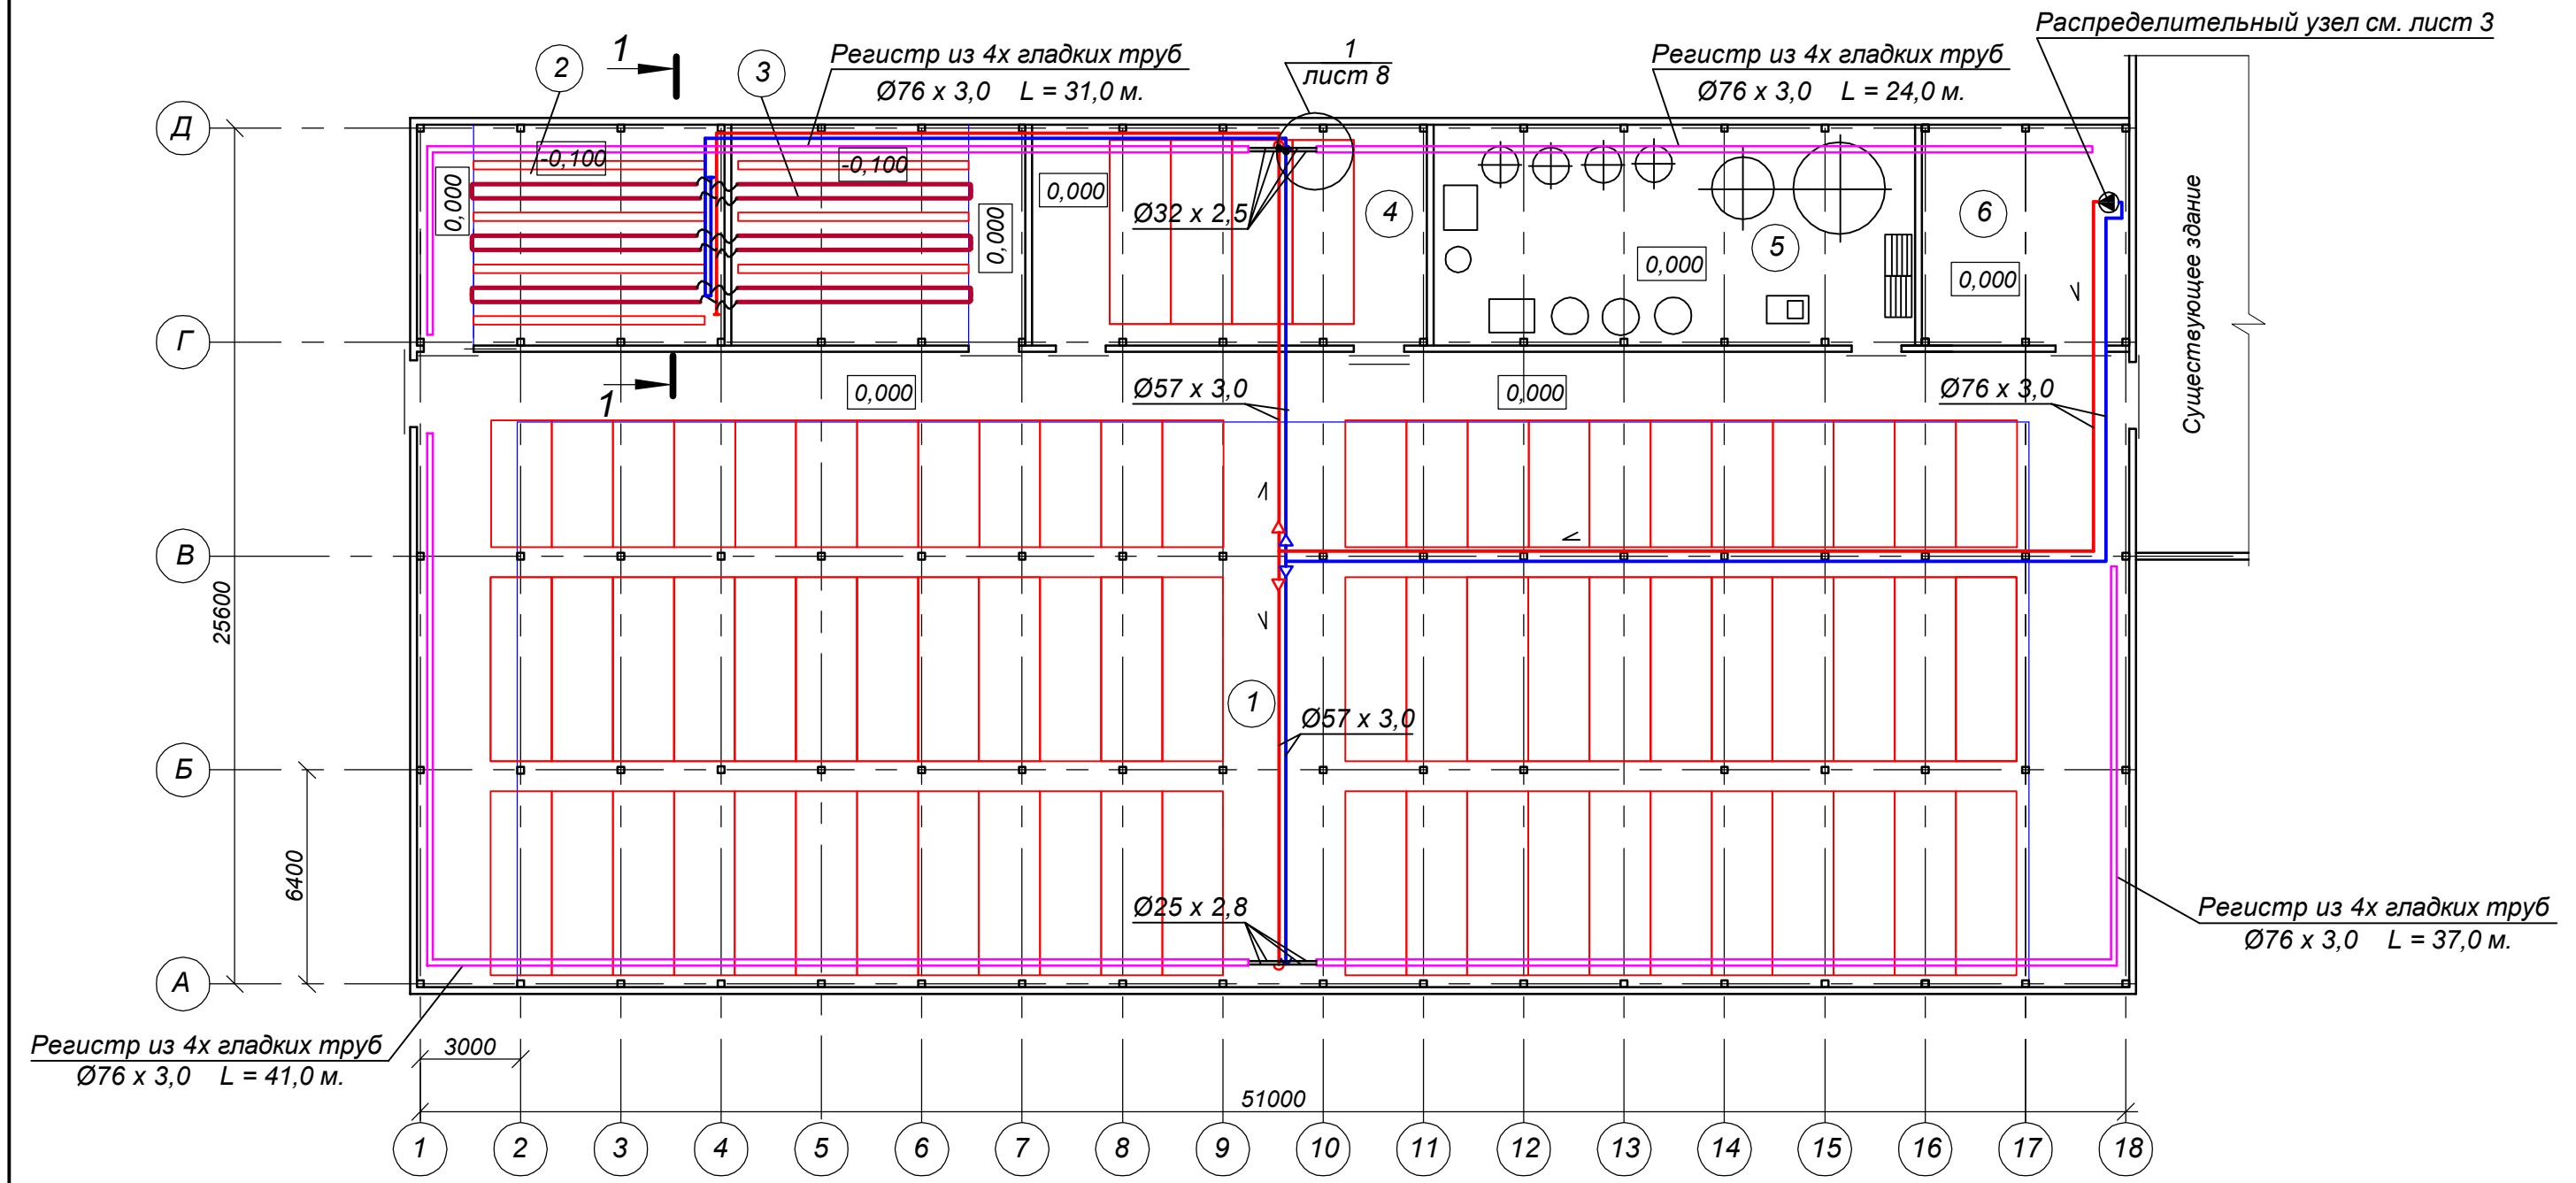 Распределительный узел см. лист 3
1
2
3
Регистр из 4х гладких труб
Ø76 x 3,0 L = 31,0 м.
1
лист 8
Регистр из 4х гладких труб
Ø76 x 3,0 L = 24,0 м.
Д
-0,100
-0,100
0,000
0,000
0,000
Ø32 x 2,5
4
5
6
0,000
0,000
Существующее здание
Г
1
0,000
Ø57 x 3,0
0,000
Ø76 x 3,0
В
25600
1
Ø57 x 3,0
Б
6400
Ø25 x 2,8
Регистр из 4х гладких труб
Ø76 x 3,0 L = 37,0 м.
А
Регистр из 4х гладких труб
Ø76 x 3,0 L = 41,0 м.
3000
51000
1 2 3 4 5 6 7 8 9 10 11 12 13 14 15 16 17 18